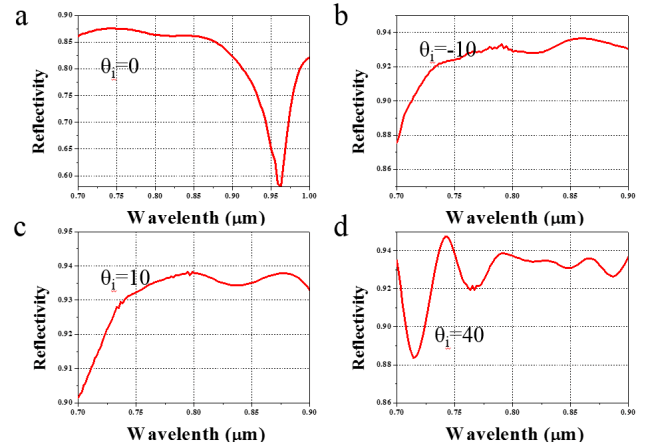 a
0.90
0.85
0.80
0.75
0.70
0.65
0.60
Reflectivity
θi=0
0.70 0.75 0.80 0.85 0.90 0.95 1.00
Wavelenth (μm)
b
0.94
0.92
0.90
0.88
0.86
Reflectivity
θi=-10
0.70 0.75 0.80 0.85 0.90
Wavelenth (μm)
c
0.95
0.94
0.93
0.92
0.91
0.90
Reflectivity
θi=10
0.70 0.75 0.80 0.85 0.90
Wavelenth (μm)
d
0.94
0.92
0.90
0.88
0.86
Reflectivity
θi=40
0.70 0.75 0.80 0.85 0.90
Wavelenth (μm)